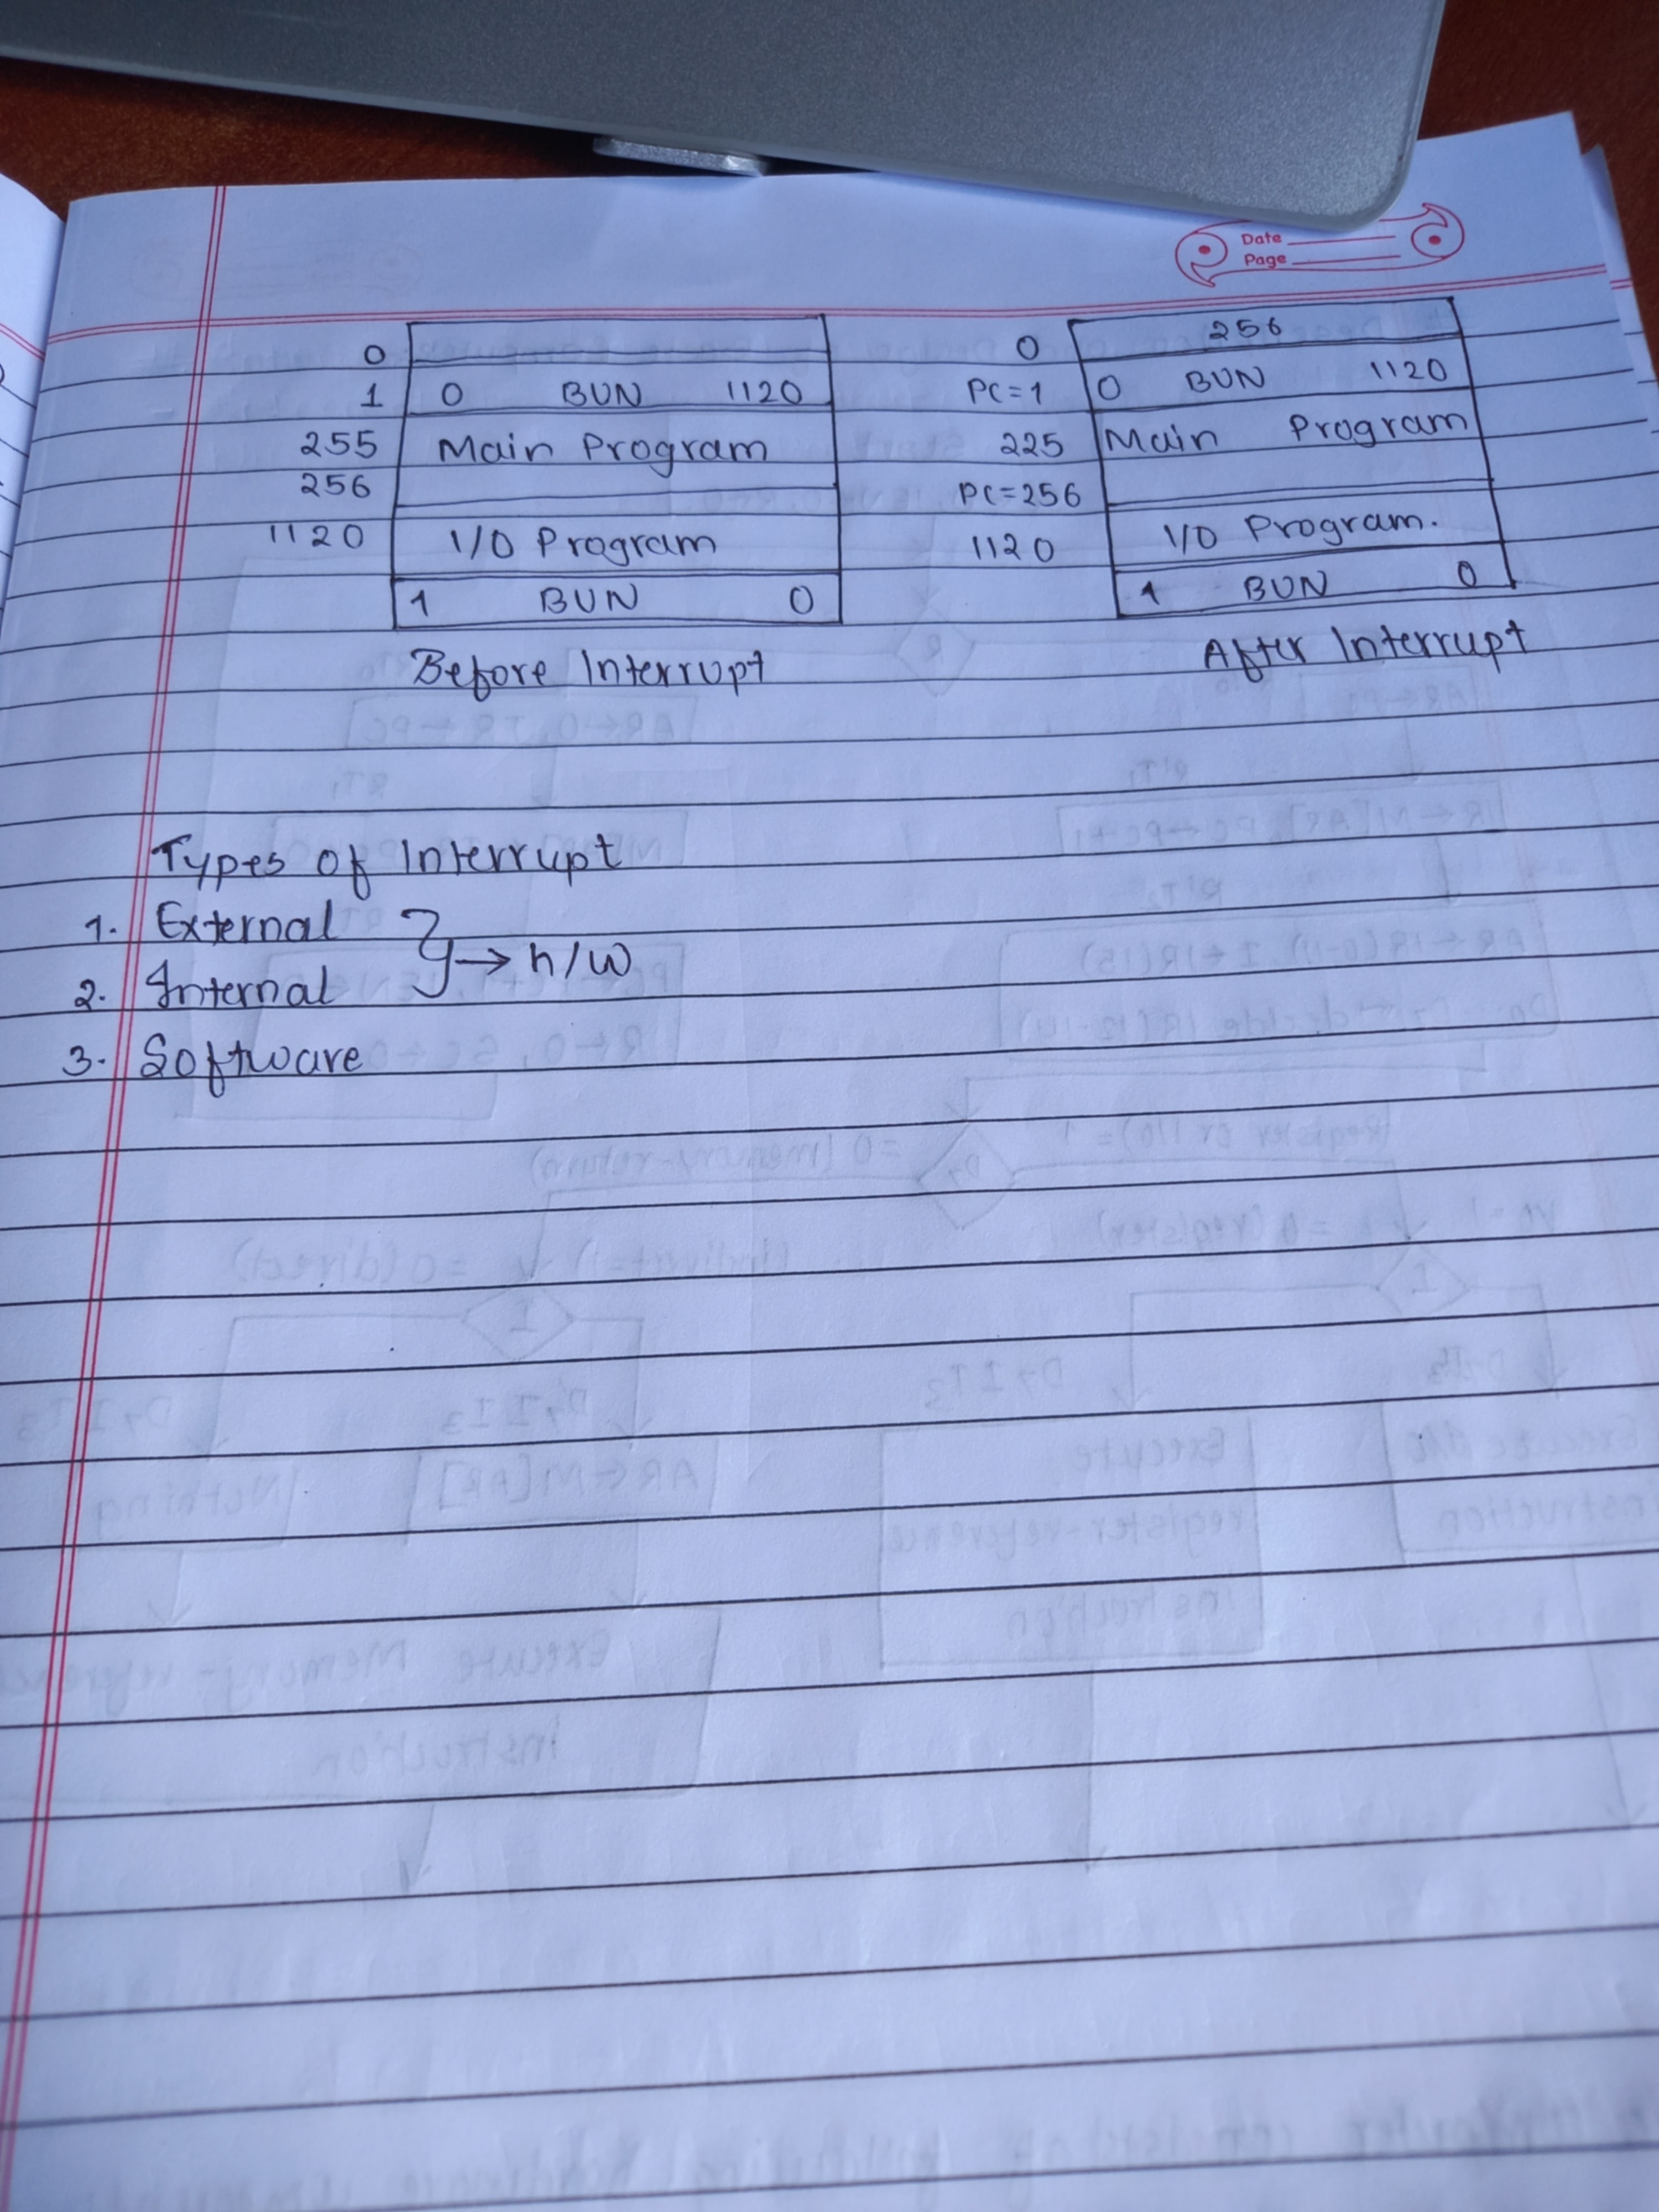 Date
Page
0
1 0 BUN 1120
255 Main Program
256
1120 I/O Program
1 BUN 0
Before Interrupt
0 256
PC=1 0 BUN 1120
225 Main Program
PC=256
1120 I/O Program.
1 BUN 0
After Interrupt
Types of Interrupt
1. External
2. Internal } → h/w
3. Software